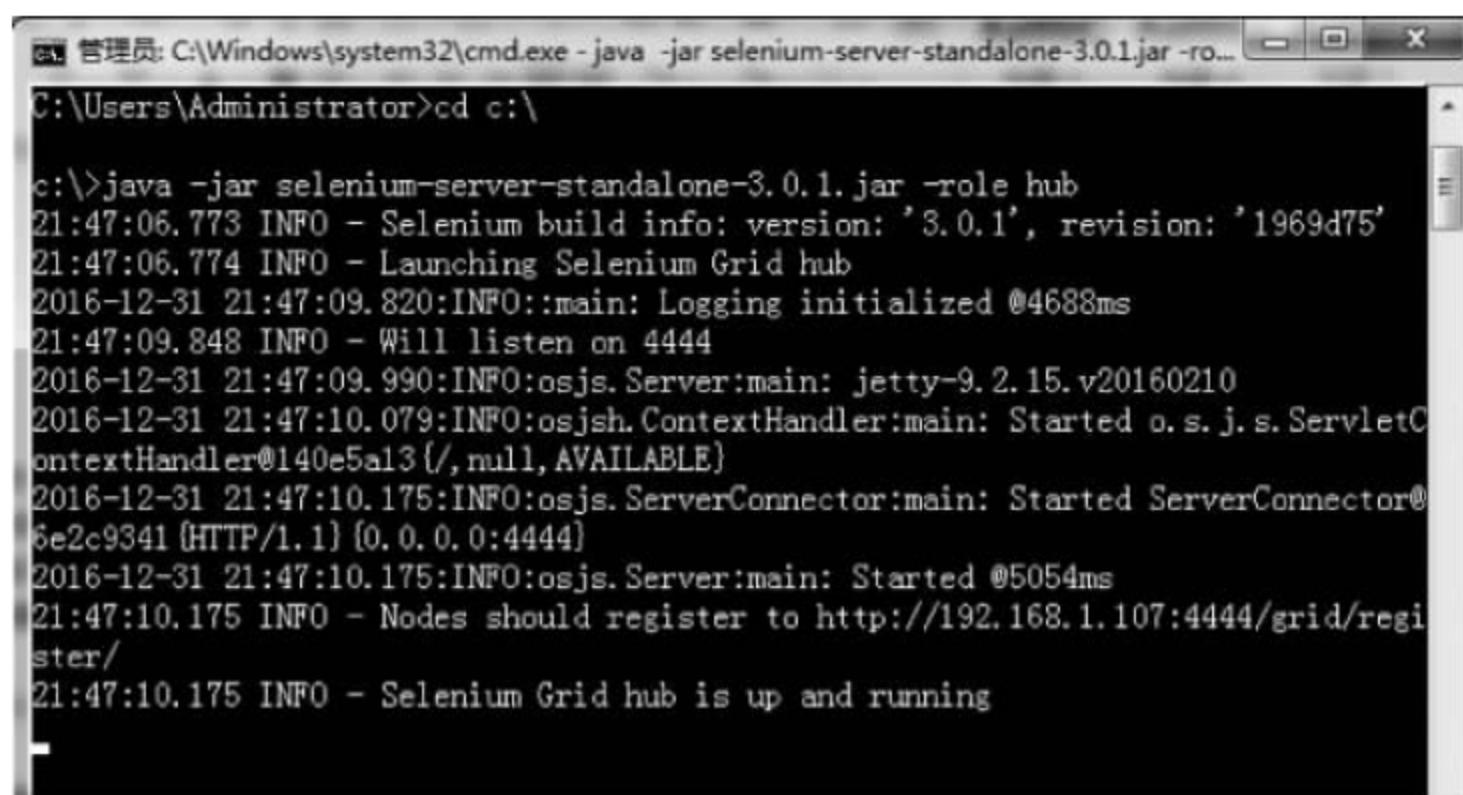 管理员: C:\Windows\system32\cmd.exe - java -jar selenium-server-standalone-3.0.1.jar -ro...
C:\Users\Administrator>cd c:\
c:\>java -jar selenium-server-standalone-3.0.1.jar -role hub
21:47:06.773 INFO - Selenium build info: version: '3.0.1', revision: '1969d75'
21:47:06.774 INFO - Launching Selenium Grid hub
2016-12-31 21:47:09.820:INFO::main: Logging initialized @4688ms
21:47:09.848 INFO - Will listen on 4444
2016-12-31 21:47:09.990:INFO:osjs.Server:main: jetty-9.2.15.v20160210
2016-12-31 21:47:10.079:INFO:osjsh.ContextHandler:main: Started o.s.j.s.ServletC
ontextHandler@140e5a13{/,null,AVAILABLE}
2016-12-31 21:47:10.175:INFO:osjs.ServerConnector:main: Started ServerConnector@
6e2c9341{HTTP/1.1}{0.0.0.0:4444}
2016-12-31 21:47:10.175:INFO:osjs.Server:main: Started @5054ms
21:47:10.175 INFO - Nodes should register to http://192.168.1.107:4444/grid/regi
ster/
21:47:10.175 INFO - Selenium Grid hub is up and running